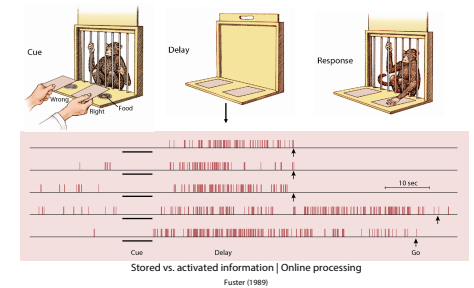 Cue
Delay
Response
Wrong
Food
Right
10 sec
Cue
Delay
Go
Stored vs. activated information | Online processing
Fuster (1989)